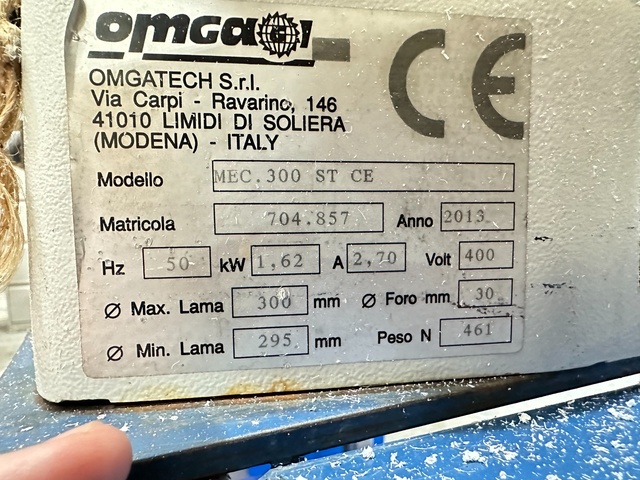 omga
CE
OMGATECH S.r.l.
Via Carpi - Ravarino, 146
41010 LIMIDI DI SOLIERA
(MODENA) - ITALY
Modello MEC.300 ST CE
Matricola 704.857 Anno 2013
Hz 50 kW 1,62 A 2,70 Volt 400
Ø Max. Lama 300 mm Ø Foro mm 30
Ø Min. Lama 295 mm Peso N 461